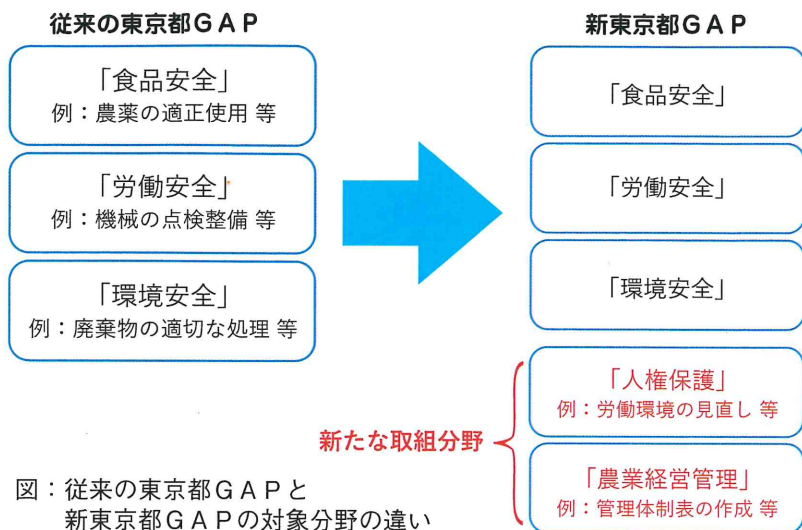 従来の東京都ＧＡＰ
「食品安全」
例：農薬の適正使用 等
「労働安全」
例：機械の点検整備 等
「環境安全」
例：廃棄物の適切な処理 等
新東京都ＧＡＰ
「食品安全」
「労働安全」
「環境安全」
新たな取組分野
「人権保護」
例：労働環境の見直し 等
「農業経営管理」
例：管理体制表の作成 等
図：従来の東京都ＧＡＰと
新東京都ＧＡＰの対象分野の違い